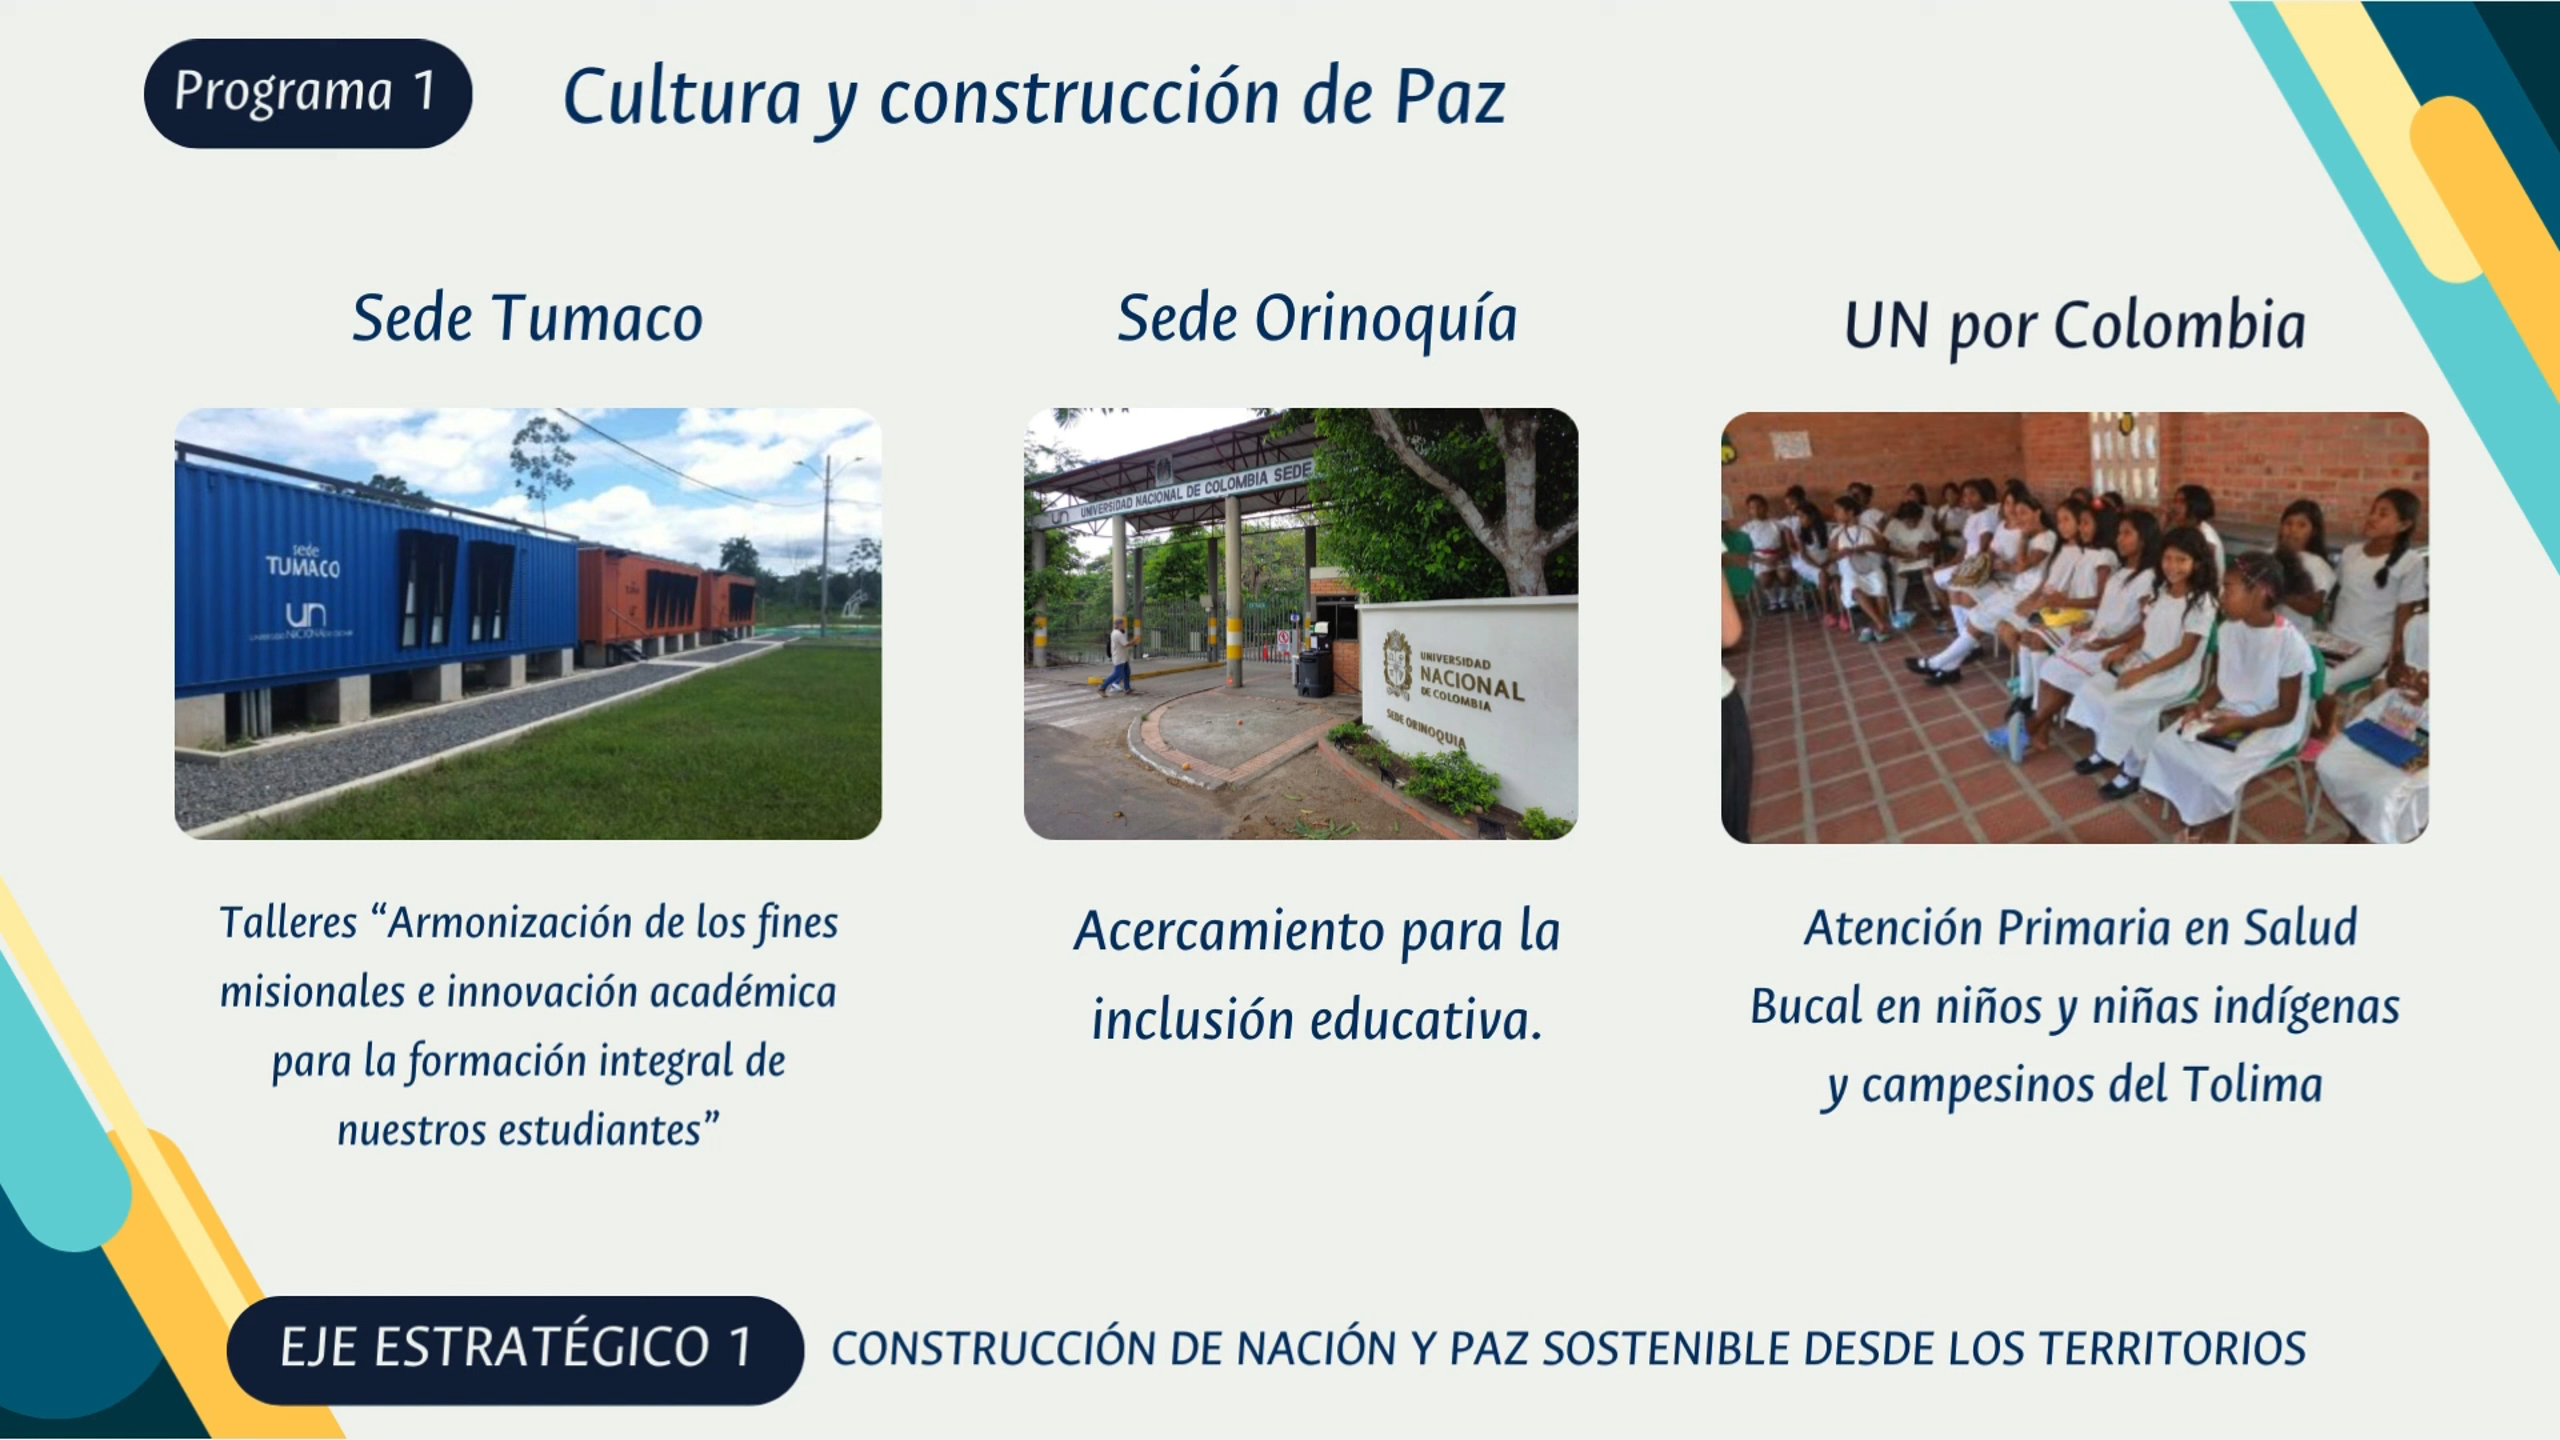 Programa 1
Cultura y construcción de Paz
Sede Tumaco
Sede Orinoquía
UN por Colombia
sede
TUMACO
un
UNIVERSIDAD NACIONAL DE COLOMBIA SEDE
UNIVERSIDAD
NACIONAL
DE COLOMBIA
SEDE ORINOQUIA
Talleres “Armonización de los fines
misionales e innovación académica
para la formación integral de
nuestros estudiantes”
Acercamiento para la
inclusión educativa.
Atención Primaria en Salud
Bucal en niños y niñas indígenas
y campesinos del Tolima
EJE ESTRATÉGICO 1
CONSTRUCCIÓN DE NACIÓN Y PAZ SOSTENIBLE DESDE LOS TERRITORIOS